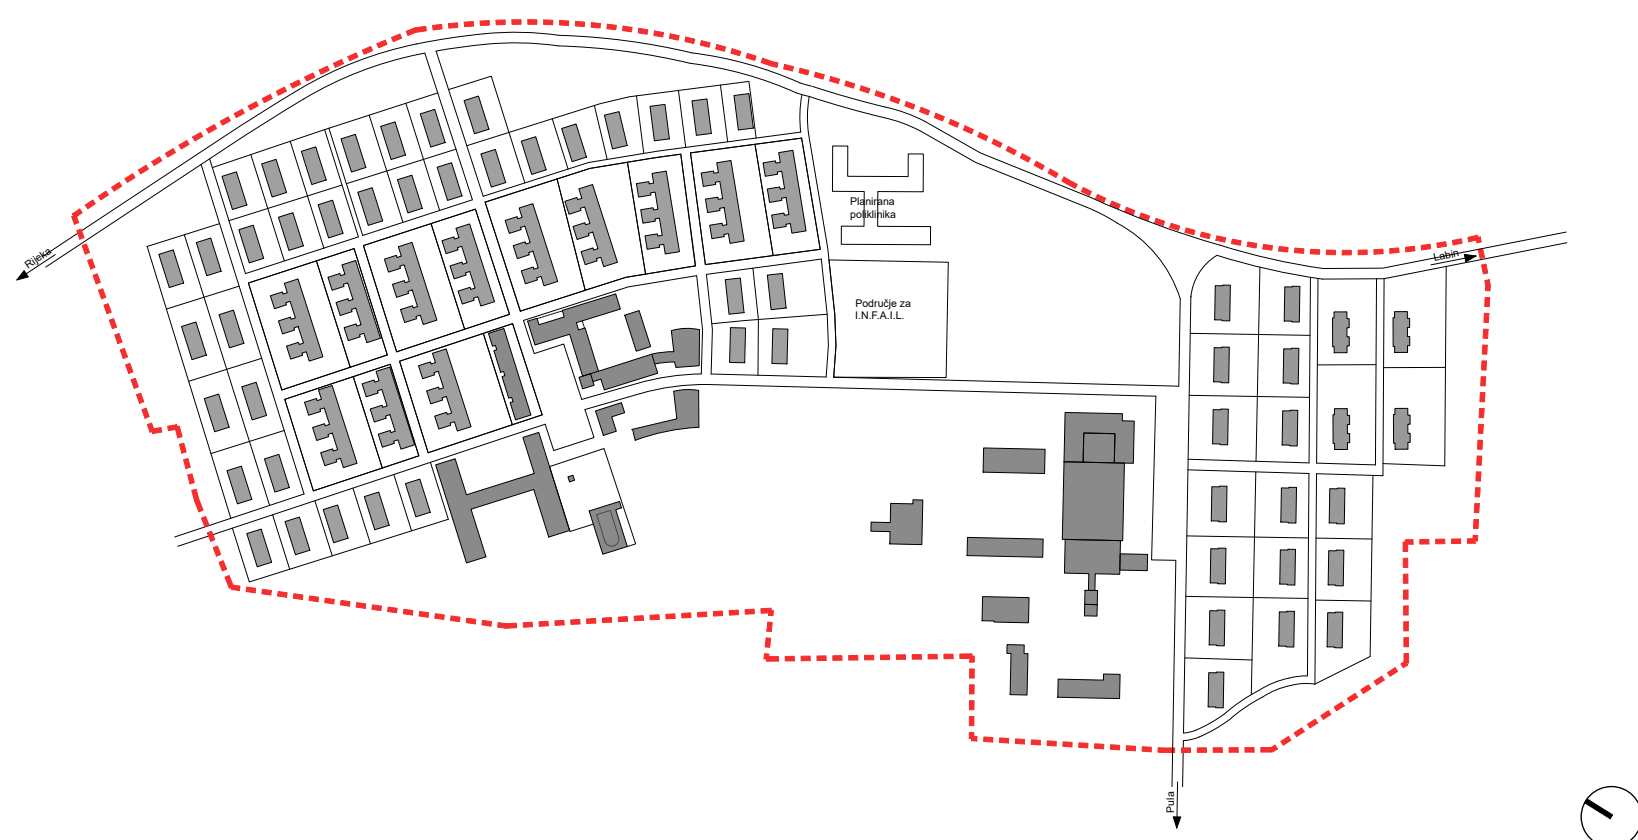 Planirana
poliklinika
Rijeka
Labin
Područje za
I.N.F.A.I.L.
Pula